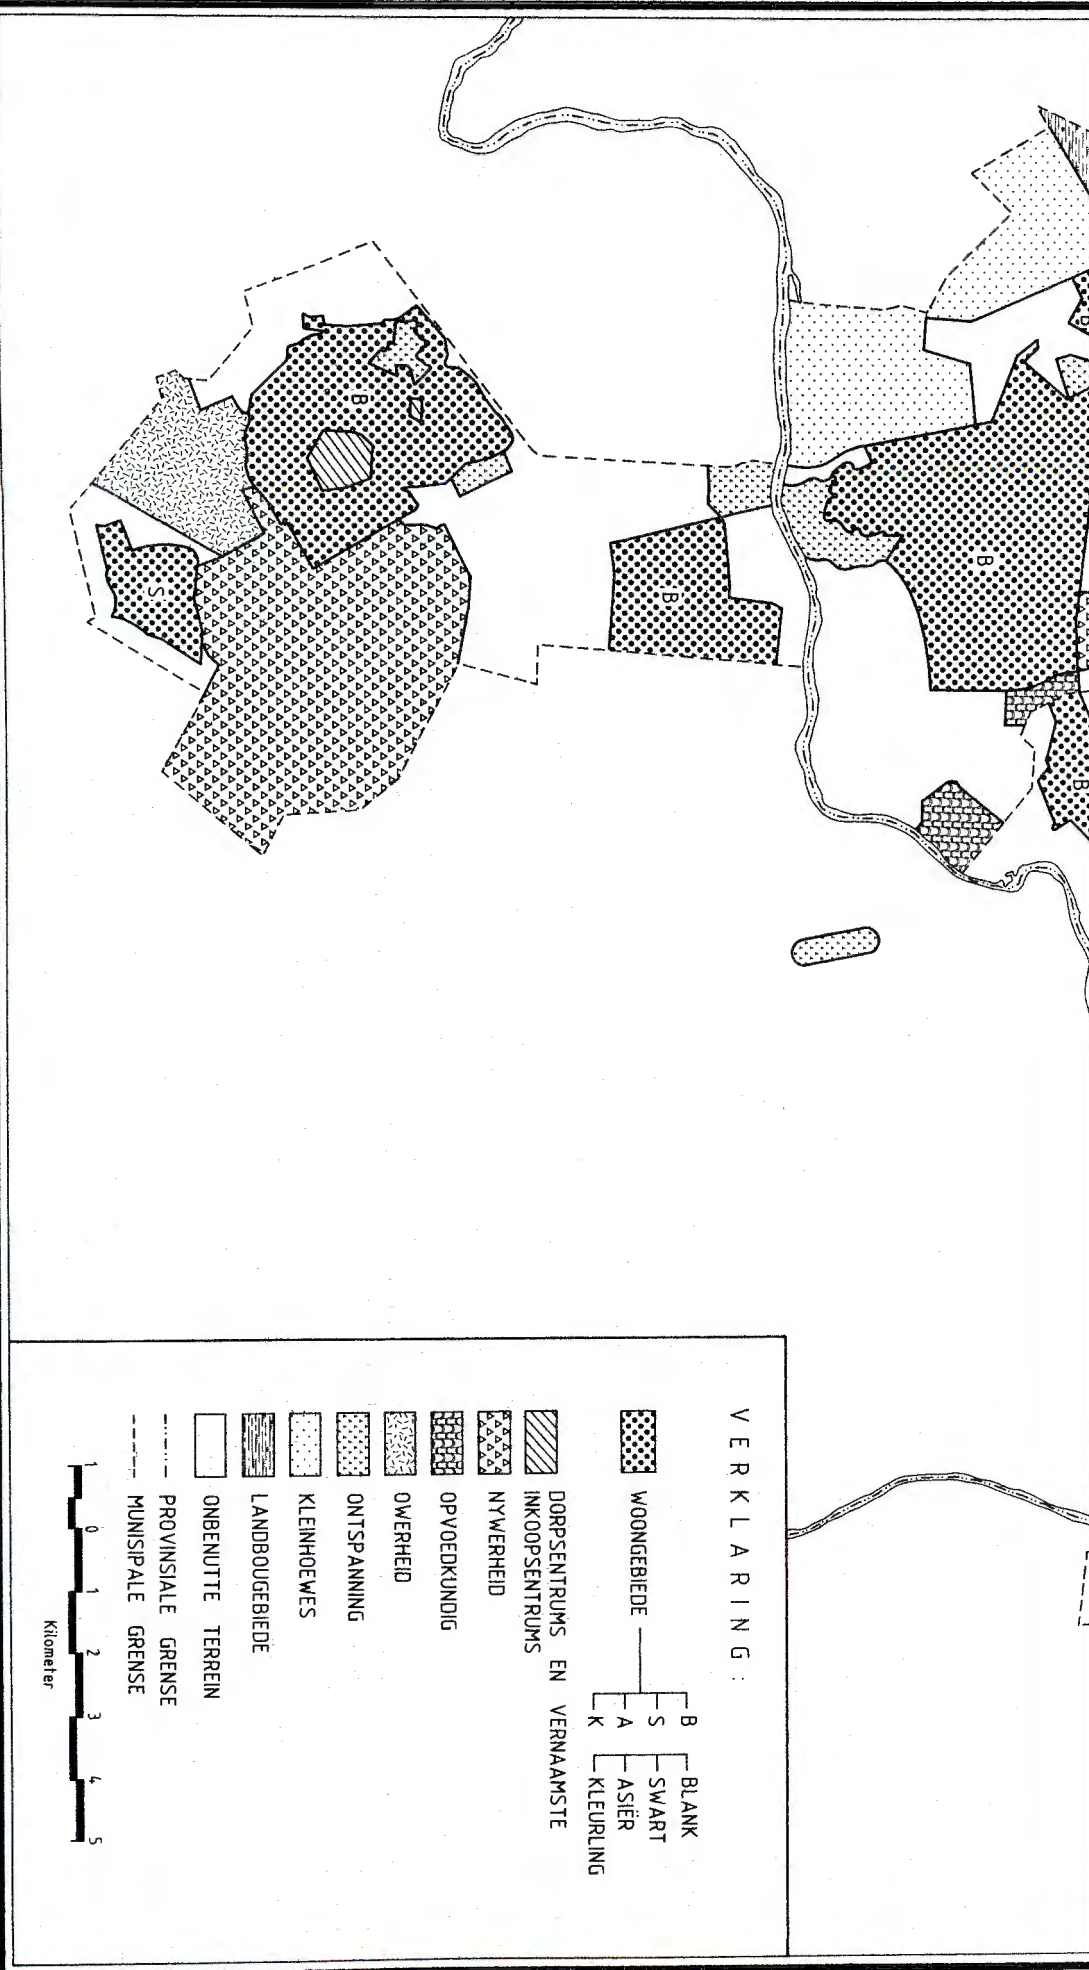 B
B
B
B
B
S
VERKLARING :
WOONGEBIEDE
B BLANK
S SWART
A ASIËR
K KLEURLING
DORPSENTRUMS EN VERNAAMSTE
INKOOPSENTRUMS
NYWERHEID
OPVOEDKUNDIG
OWERHEID
ONTSPANNING
KLEINHOEWES
LANDBOUGEBIEDE
ONBENUTTE TERREIN
PROVINSIALE GRENSE
MUNISIPALE GRENSE
1 0 1 2 3 4 5
Kilometer